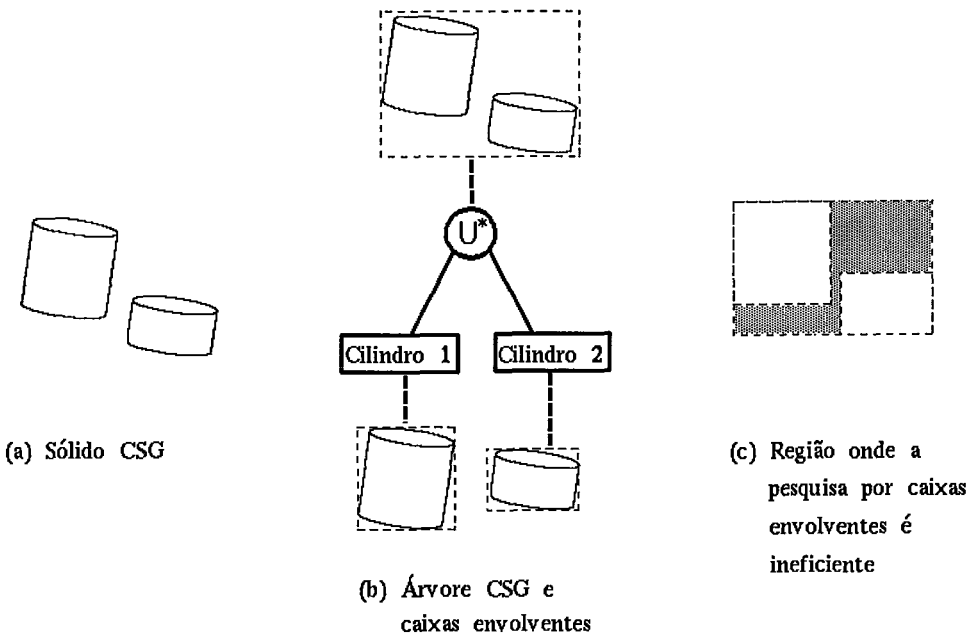 U*
Cilindro 1
Cilindro 2
(a) Sólido CSG
(b) Árvore CSG e
caixas envolventes
(c) Região onde a
pesquisa por caixas
envolventes é
ineficiente